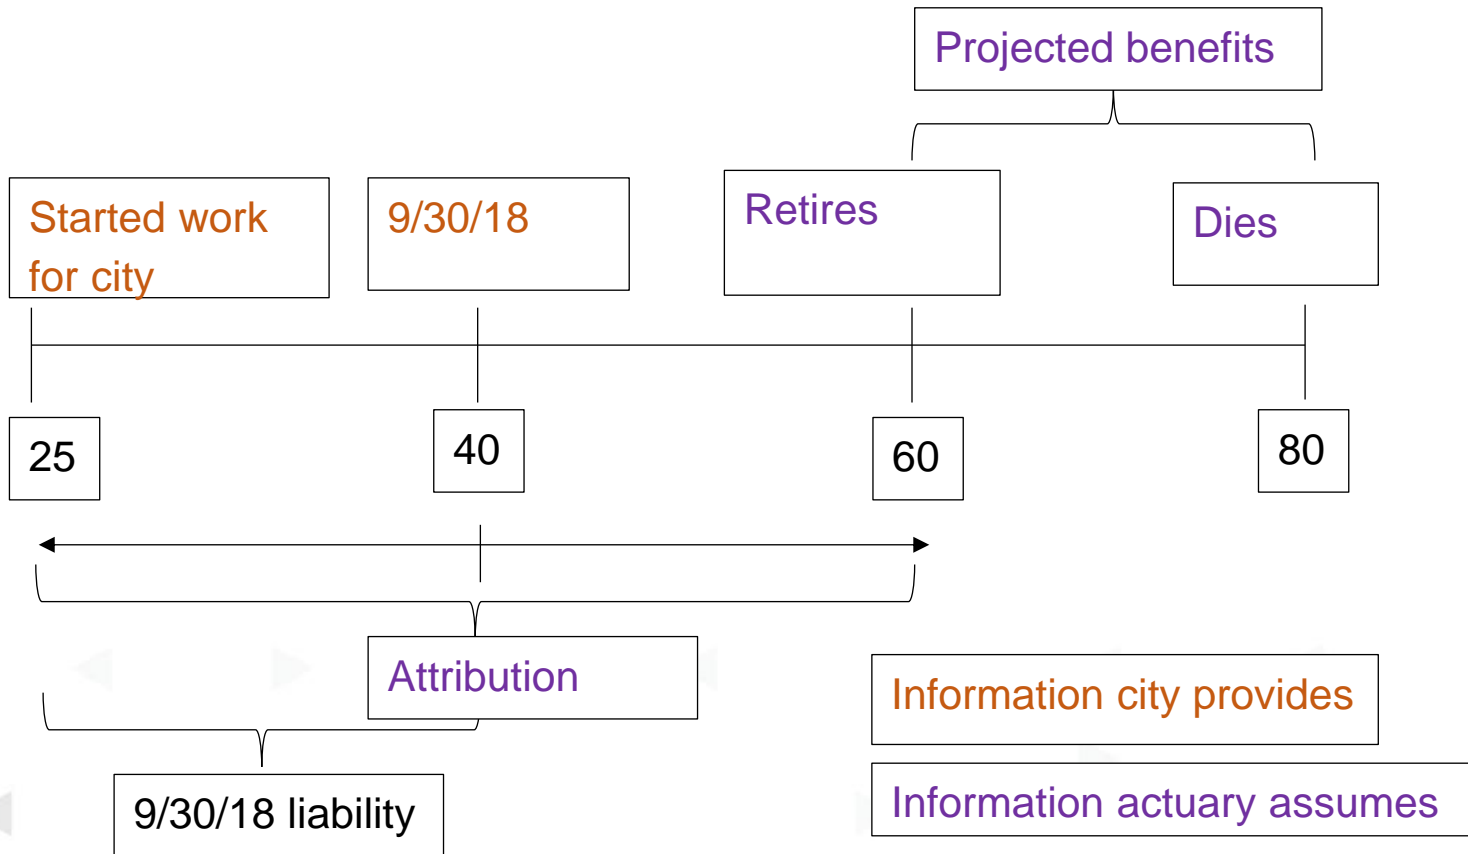 Projected benefits
Started work
for city
9/30/18
Retires
Dies
25
40
60
80
Attribution
Information city provides
9/30/18 liability
Information actuary assumes